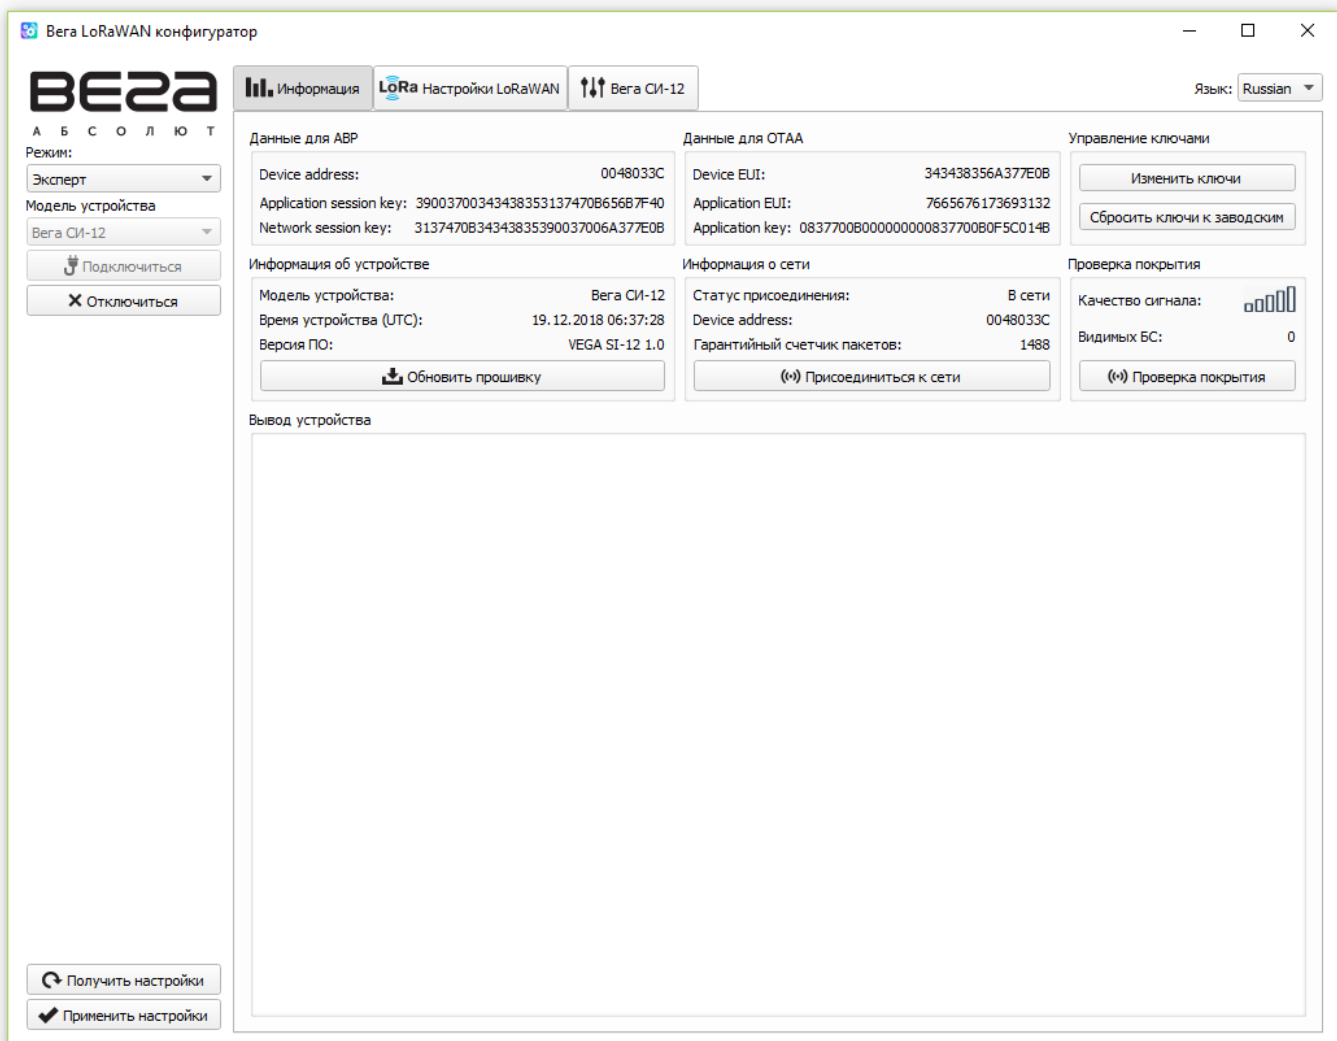 Вега LoRaWAN конфигуратор
ВЕГА
АБСОЛЮТ
Режим:
Эксперт
Модель устройства
Вега СИ-12
Подключиться
Отключиться
Получить настройки
Применить настройки
Информация
LoRa Настройки LoRaWAN
Вега СИ-12
Язык: Russian
Данные для ABP
Device address: 0048033C
Application session key: 39003700343438353137470B656B7F40
Network session key: 3137470B34343835390037006A377E0B
Данные для OTAA
Device EUI: 343438356A377E0B
Application EUI: 7665676173693132
Application key: 0837700B000000000837700B0F5C014B
Управление ключами
Изменить ключи
Сбросить ключи к заводским
Информация об устройстве
Модель устройства: Вега СИ-12
Время устройства (UTC): 19.12.2018 06:37:28
Версия ПО: VEGA SI-12 1.0
Обновить прошивку
Информация о сети
Статус присоединения: В сети
Device address: 0048033C
Гарантийный счетчик пакетов: 1488
Присоединиться к сети
Проверка покрытия
Качество сигнала:
Видимых БС: 0
Проверка покрытия
Вывод устройства